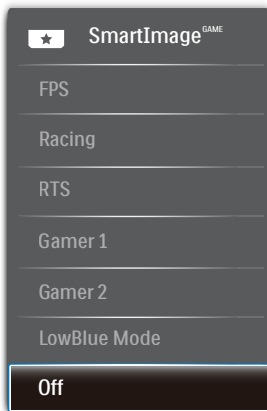 SmartImage GAME
FPS
Racing
RTS
Gamer 1
Gamer 2
LowBlue Mode
Off